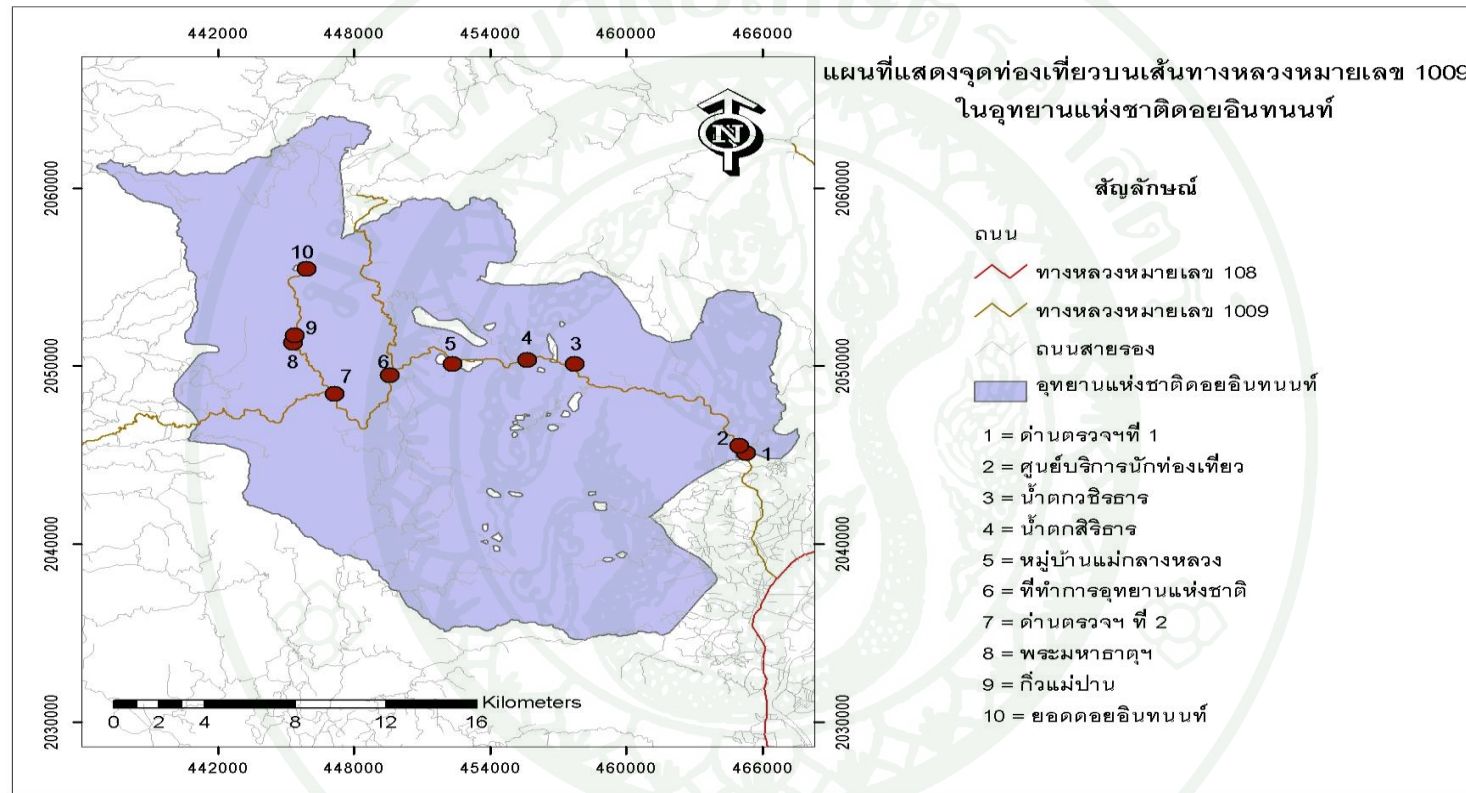 442000 448000 454000 460000 466000
แผนที่แสดงจุดท่องเที่ยวบนเส้นทางหลวงหมายเลข 1009
ในอุทยานแห่งชาติดอยอินทนนท์
N
2060000 2060000
2050000 2050000
2040000 2040000
2030000 2030000
10
9
8
7
6
5
4
3
2
1
Kilometers
0 2 4 8 12 16
442000 448000 454000 460000 466000
สัญลักษณ์
ถนน
ทางหลวงหมายเลข 108
ทางหลวงหมายเลข 1009
ถนนสายรอง
อุทยานแห่งชาติดอยอินทนนท์
1 = ด่านตรวจฯที่ 1
2 = ศูนย์บริการนักท่องเที่ยว
3 = น้ำตกวชิรธาร
4 = น้ำตกสิริธาร
5 = หมู่บ้านแม่กลางหลวง
6 = ที่ทำการอุทยานแห่งชาติ
7 = ด่านตรวจฯ ที่ 2
8 = พระมหาธาตุฯ
9 = กิ่วแม่ปาน
10 = ยอดดอยอินทนนท์